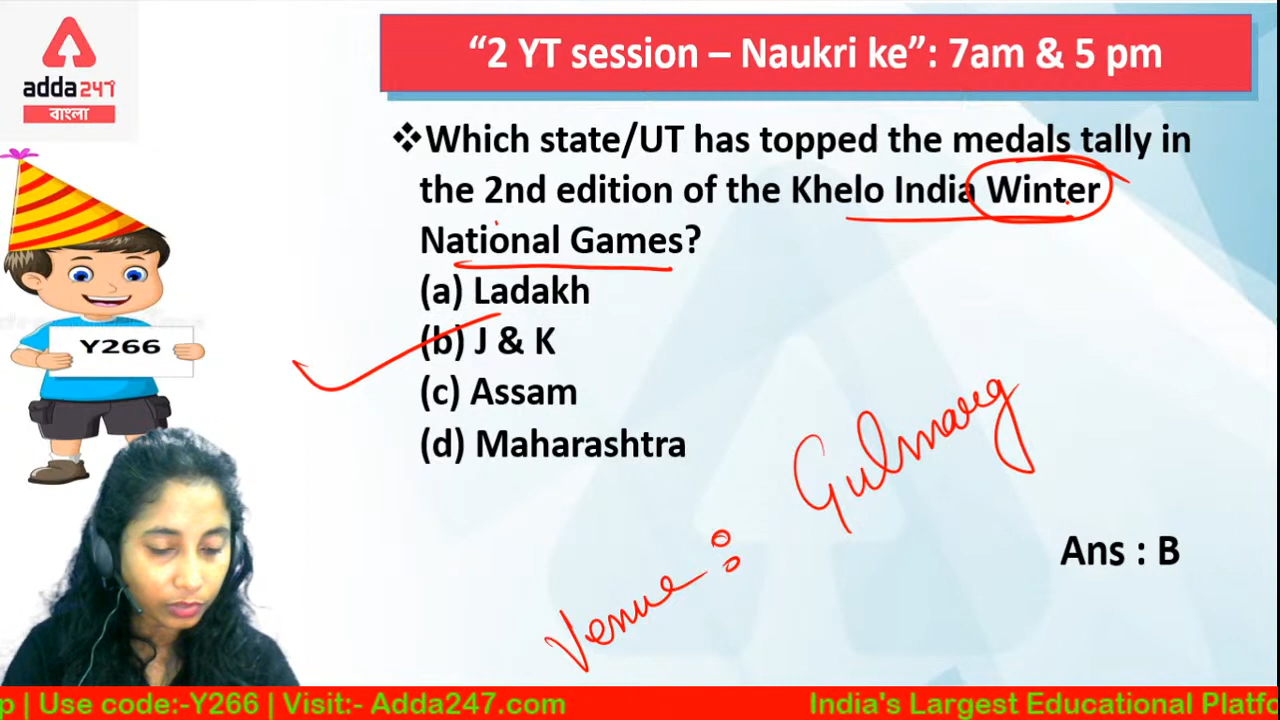 "2 YT session – Naukri ke": 7am & 5 pm
adda247
বাংলা
❖Which state/UT has topped the medals tally in
the 2nd edition of the Khelo India Winter
National Games?
(a) Ladakh
(b) J & K
(c) Assam
(d) Maharashtra
Y266
Gulmarg
Venue :
Ans : B
p | Use code:-Y266 | Visit:- Adda247.com
India's Largest Educational Platfo